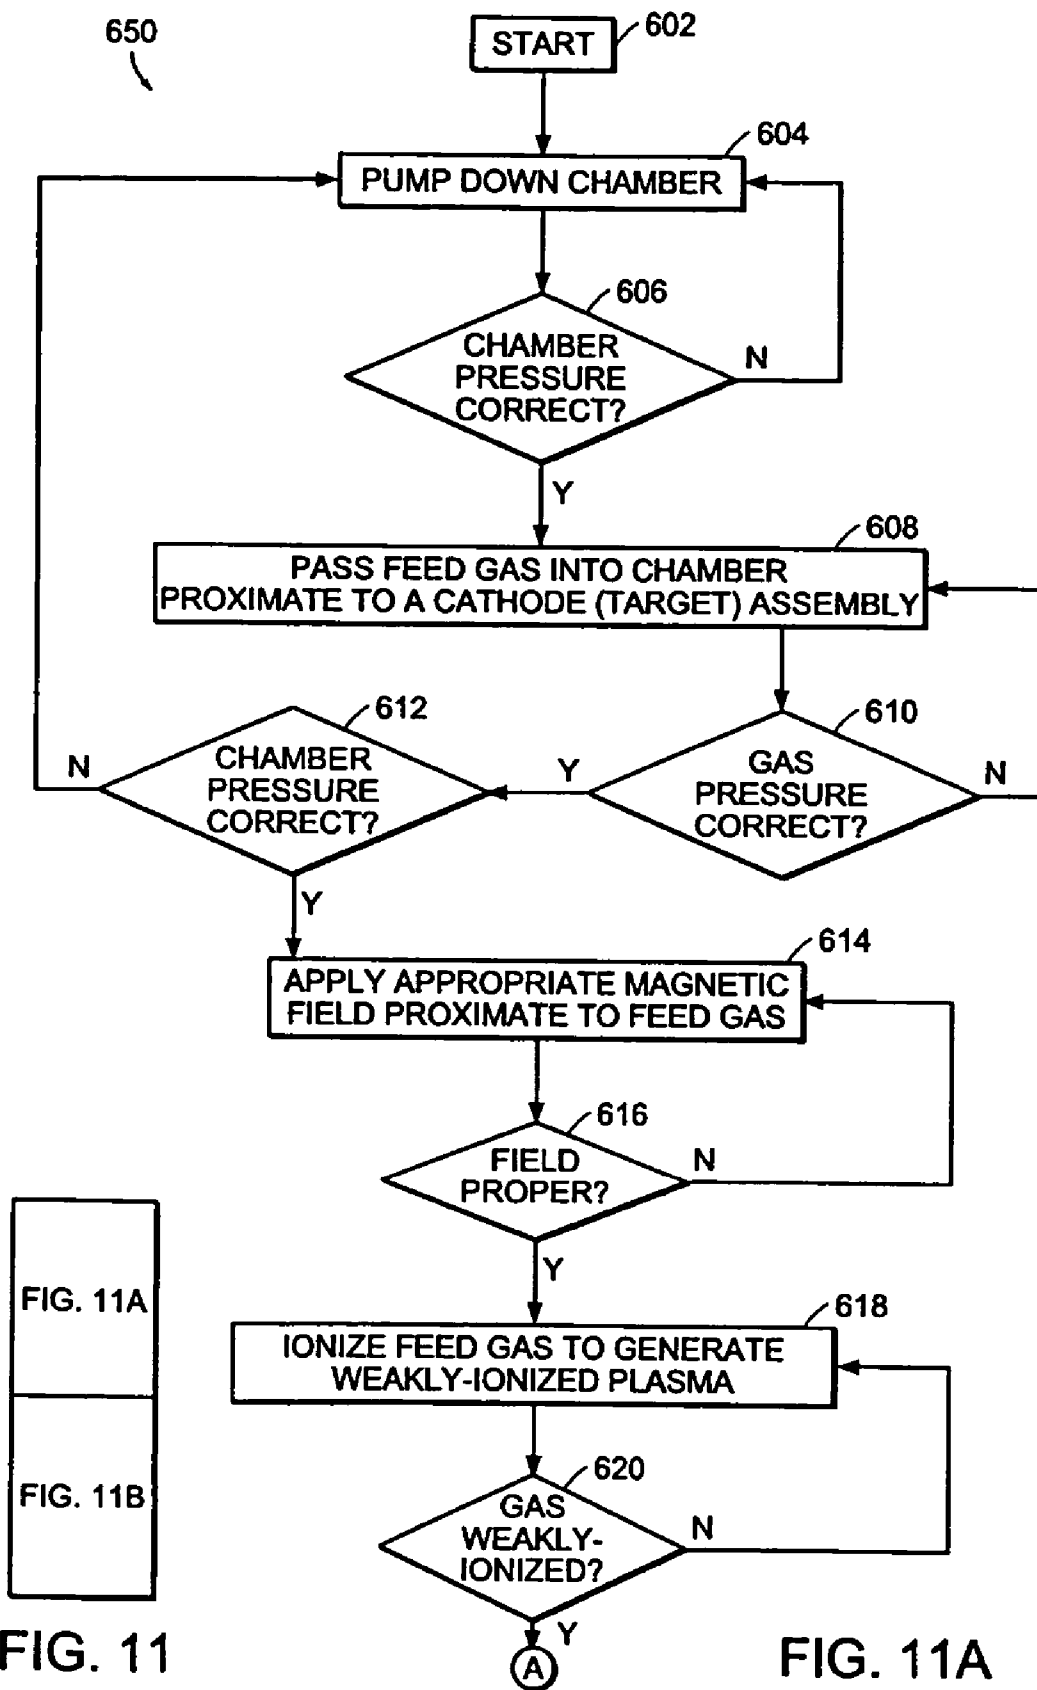 650
START
602
604
PUMP DOWN CHAMBER
606
CHAMBER
PRESSURE
CORRECT?
N
Y
608
PASS FEED GAS INTO CHAMBER
PROXIMATE TO A CATHODE (TARGET) ASSEMBLY
612
610
N
CHAMBER
PRESSURE
CORRECT?
Y
GAS
PRESSURE
CORRECT?
N
Y
614
APPLY APPROPRIATE MAGNETIC
FIELD PROXIMATE TO FEED GAS
616
FIELD
PROPER?
N
Y
618
IONIZE FEED GAS TO GENERATE
WEAKLY-IONIZED PLASMA
620
GAS
WEAKLY-
IONIZED?
N
Y
A
FIG. 11A
FIG. 11B
FIG. 11
FIG. 11A